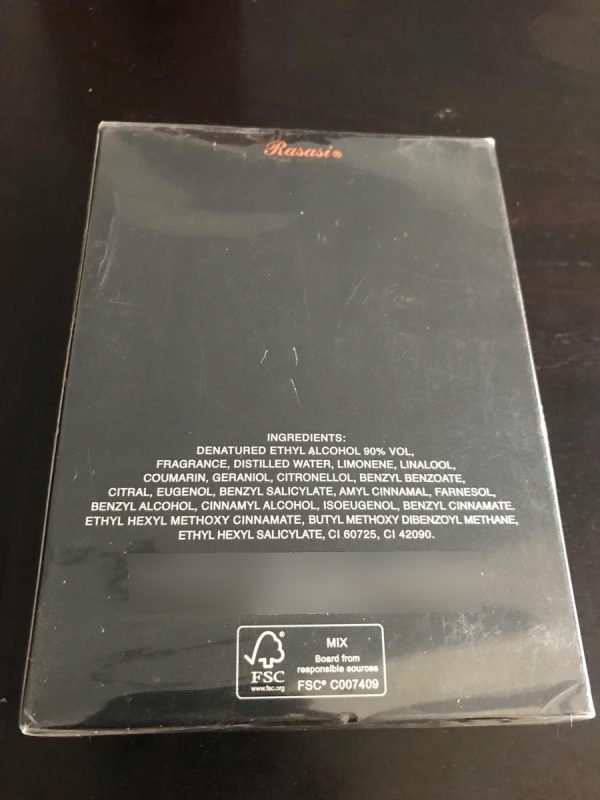 Rasasi®
INGREDIENTS:
DENATURED ETHYL ALCOHOL 90% VOL,
FRAGRANCE, DISTILLED WATER, LIMONENE, LINALOOL,
COUMARIN, GERANIOL, CITRONELLOL, BENZYL BENZOATE,
CITRAL, EUGENOL, BENZYL SALICYLATE, AMYL CINNAMAL, FARNESOL,
BENZYL ALCOHOL, CINNAMYL ALCOHOL, ISOEUGENOL, BENZYL CINNAMATE.
ETHYL HEXYL METHOXY CINNAMATE, BUTYL METHOXY DIBENZOYL METHANE,
ETHYL HEXYL SALICYLATE, CI 60725, CI 42090.
FSC
www.fsc.org
MIX
Board from
responsible sources
FSC® C007409